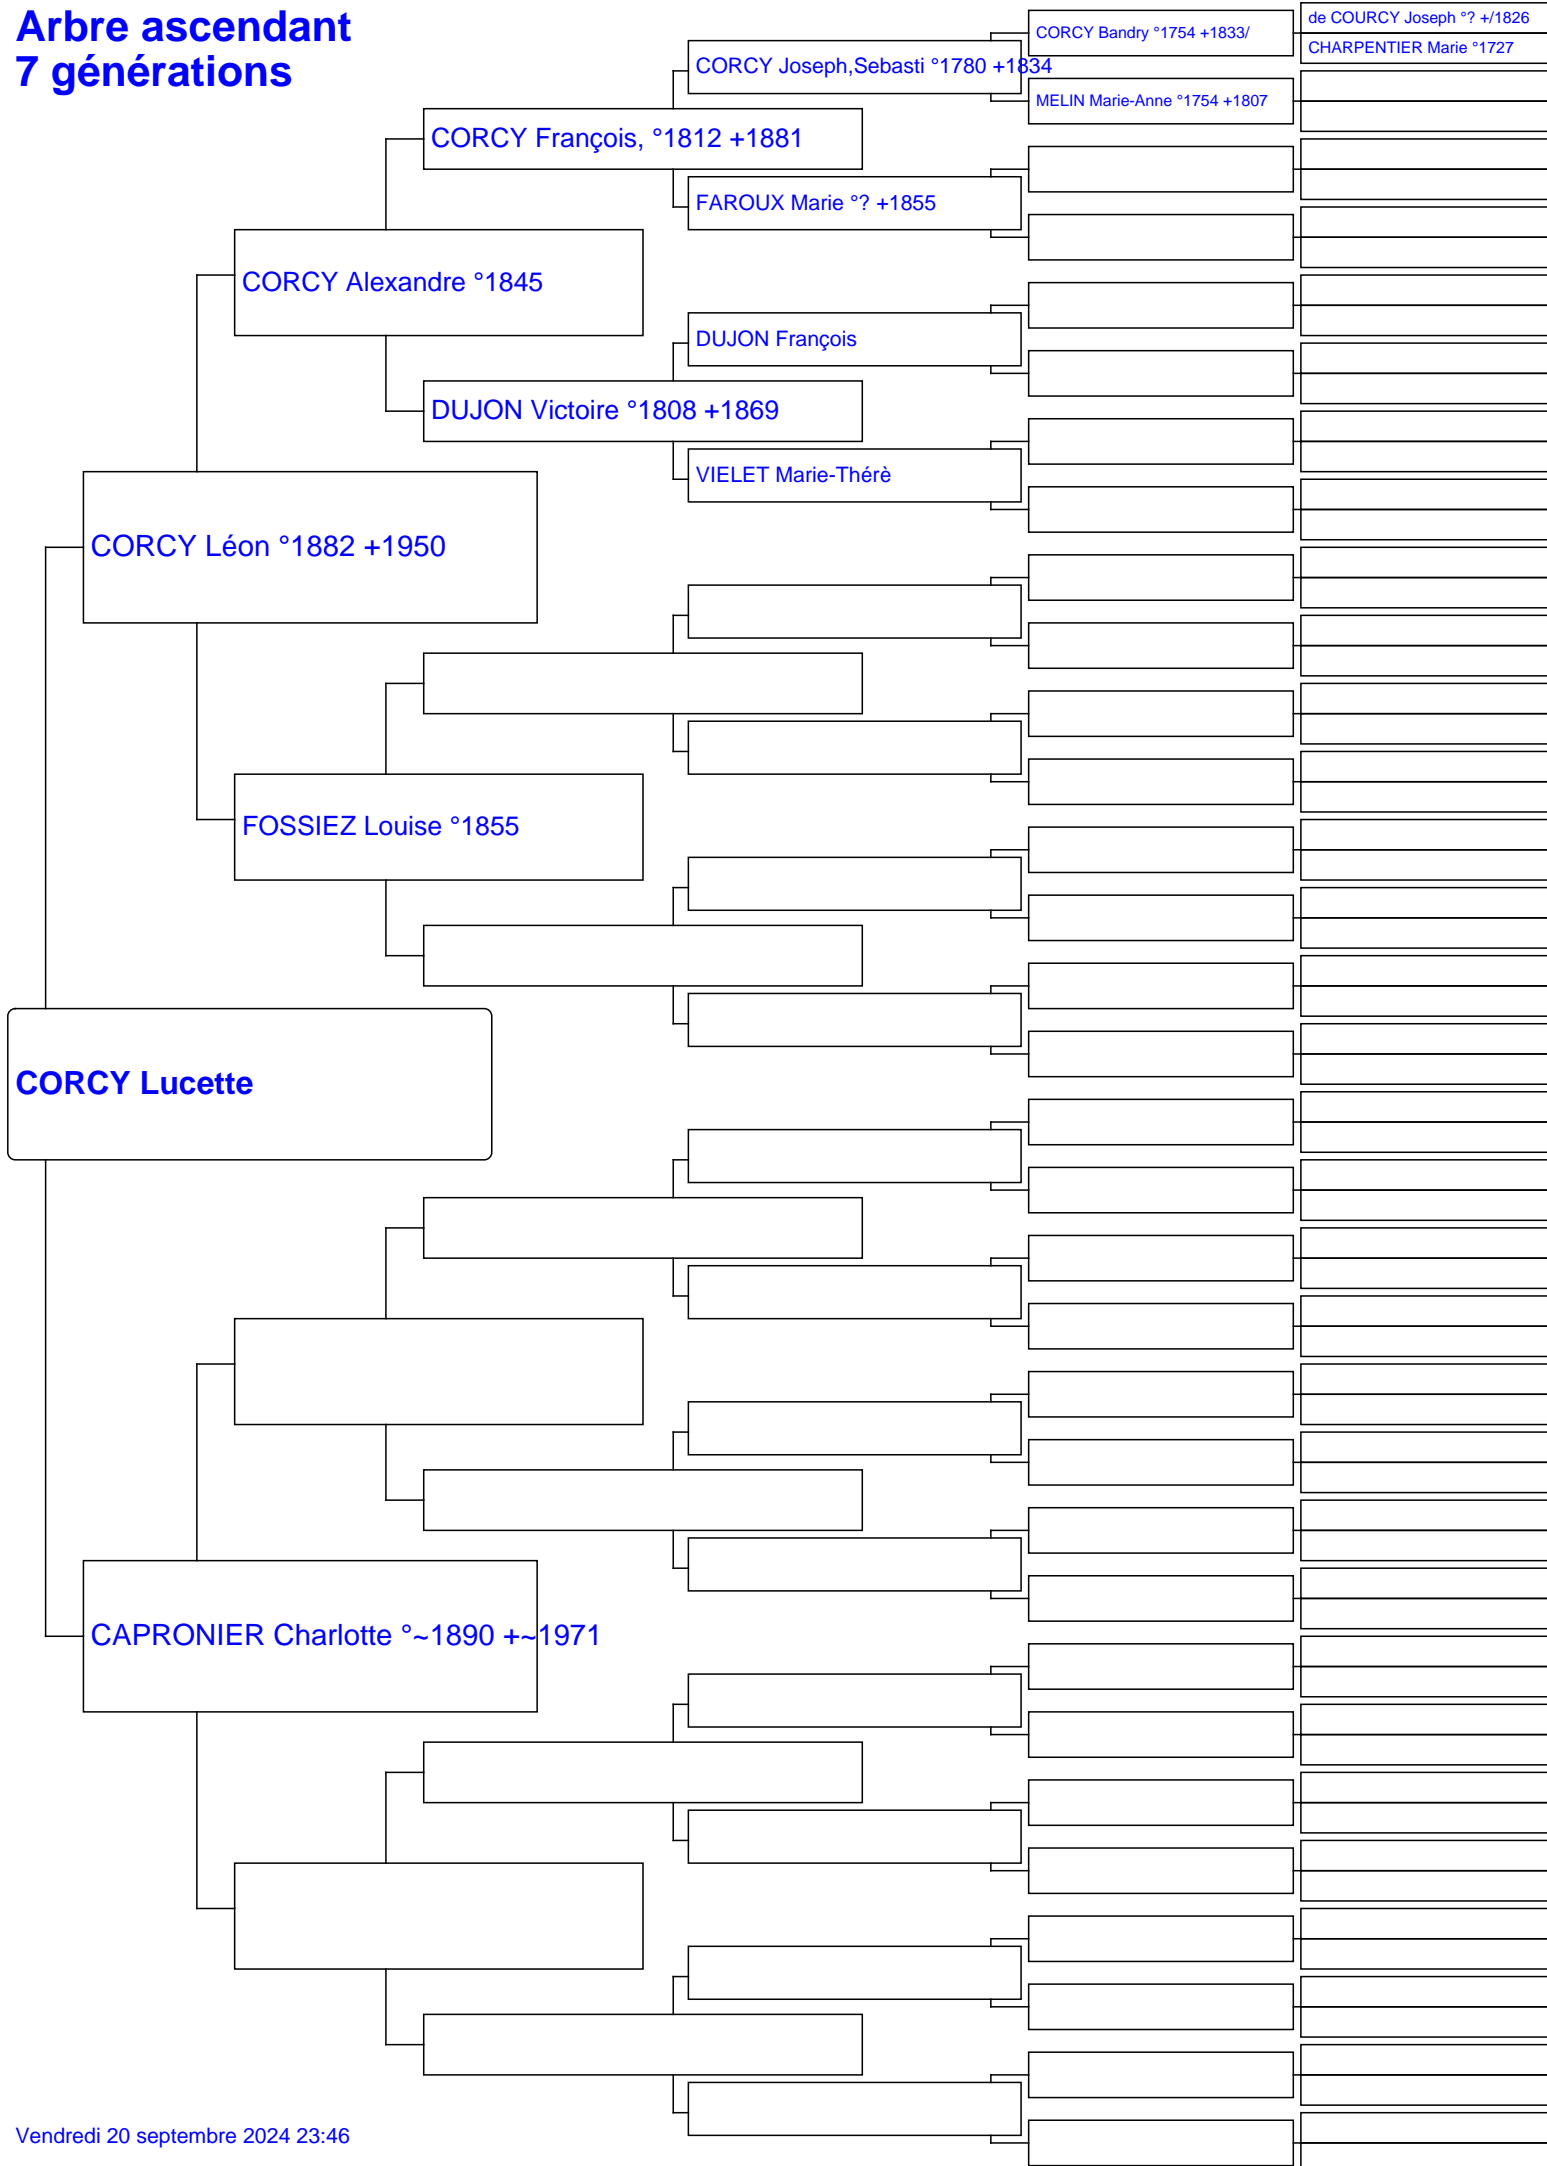 Arbre ascendant
7 générations
de COURCY Joseph °? +/1826
CORCY Bandry °1754 +1833/
CHARPENTIER Marie °1727
CORCY Joseph,Sebasti °1780 +1834
MELIN Marie-Anne °1754 +1807
CORCY François, °1812 +1881
FAROUX Marie °? +1855
CORCY Alexandre °1845
DUJON François
DUJON Victoire °1808 +1869
VIELET Marie-Thérè
CORCY Léon °1882 +1950
FOSSIEZ Louise °1855
CORCY Lucette
CAPRONIER Charlotte °~1890 +~1971
Vendredi 20 septembre 2024 23:46